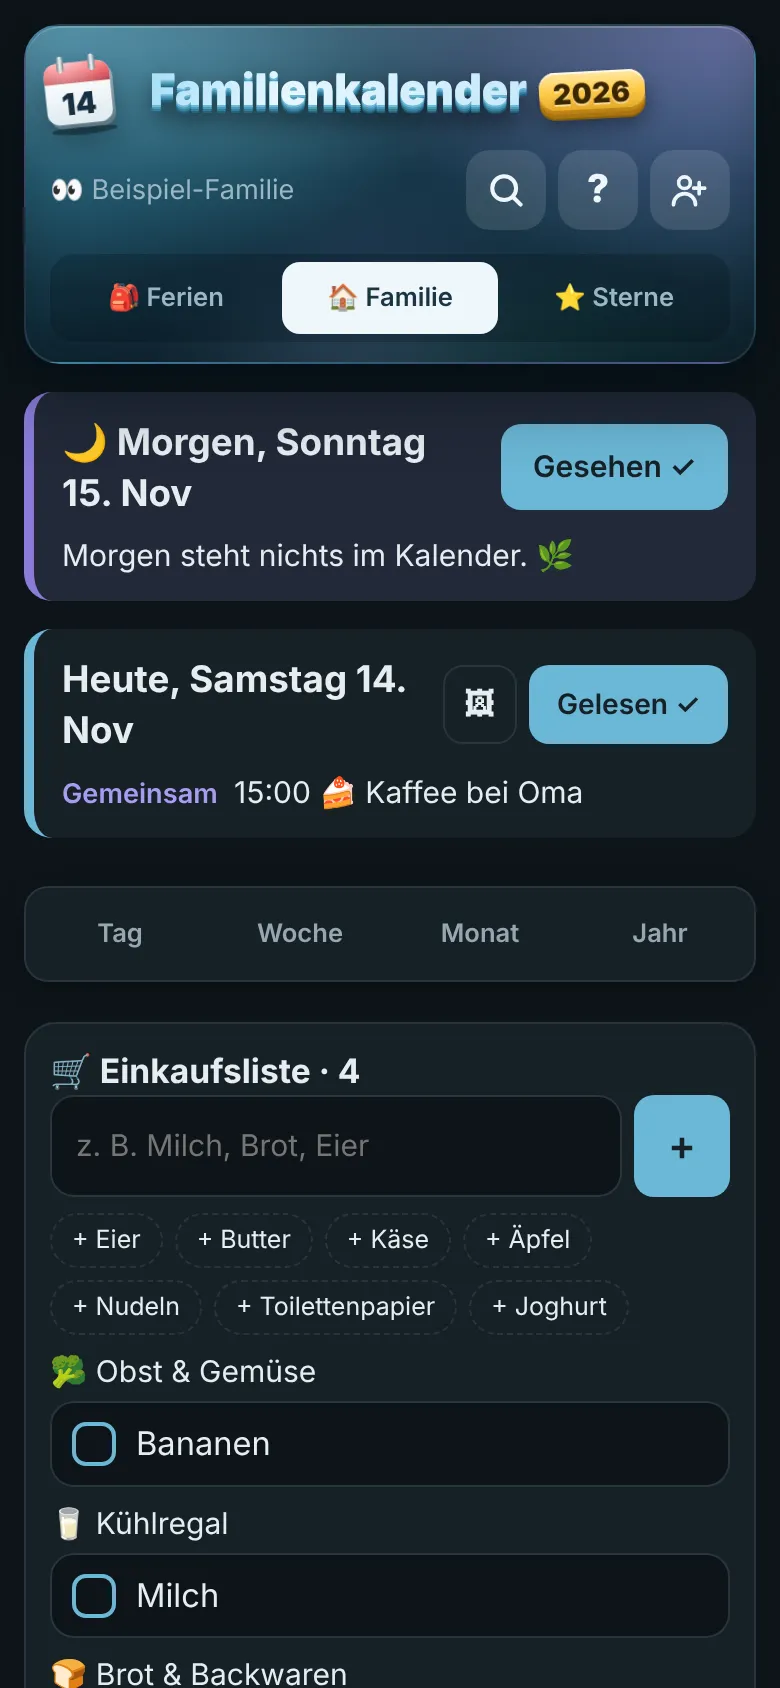 14 Familienkalender 2026
👀 Beispiel-Familie ?
🎒 Ferien 🏠 Familie ⭐ Sterne
🌙 Morgen, Sonntag
15. Nov
Gesehen ✓
Morgen steht nichts im Kalender. 🌿
Heute, Samstag 14.
Nov
Gelesen ✓
Gemeinsam 15:00 🍰 Kaffee bei Oma
Tag Woche Monat Jahr
🛒 Einkaufsliste · 4
z. B. Milch, Brot, Eier +
+ Eier + Butter + Käse + Äpfel
+ Nudeln + Toilettenpapier + Joghurt
🥦 Obst & Gemüse
Bananen
🥛 Kühlregal
Milch
🍞 Brot & Backwaren